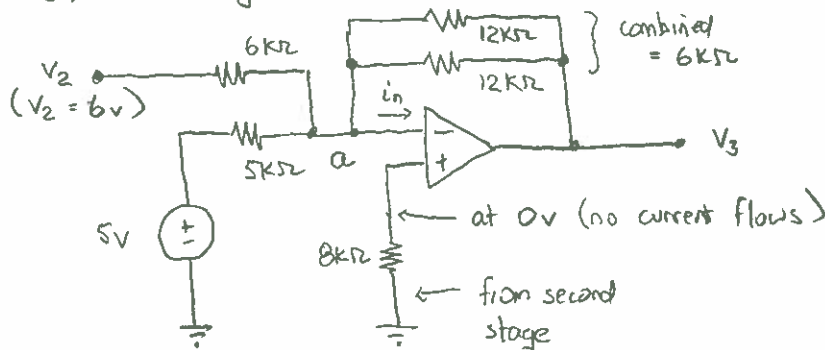 12KΩ
12KΩ
} combined
= 6KΩ
6KΩ
V2
(V2 = 6v)
in
5KΩ
a
−
+
V3
5V
+
−
at 0v (no current flows)
8KΩ
from second
stage